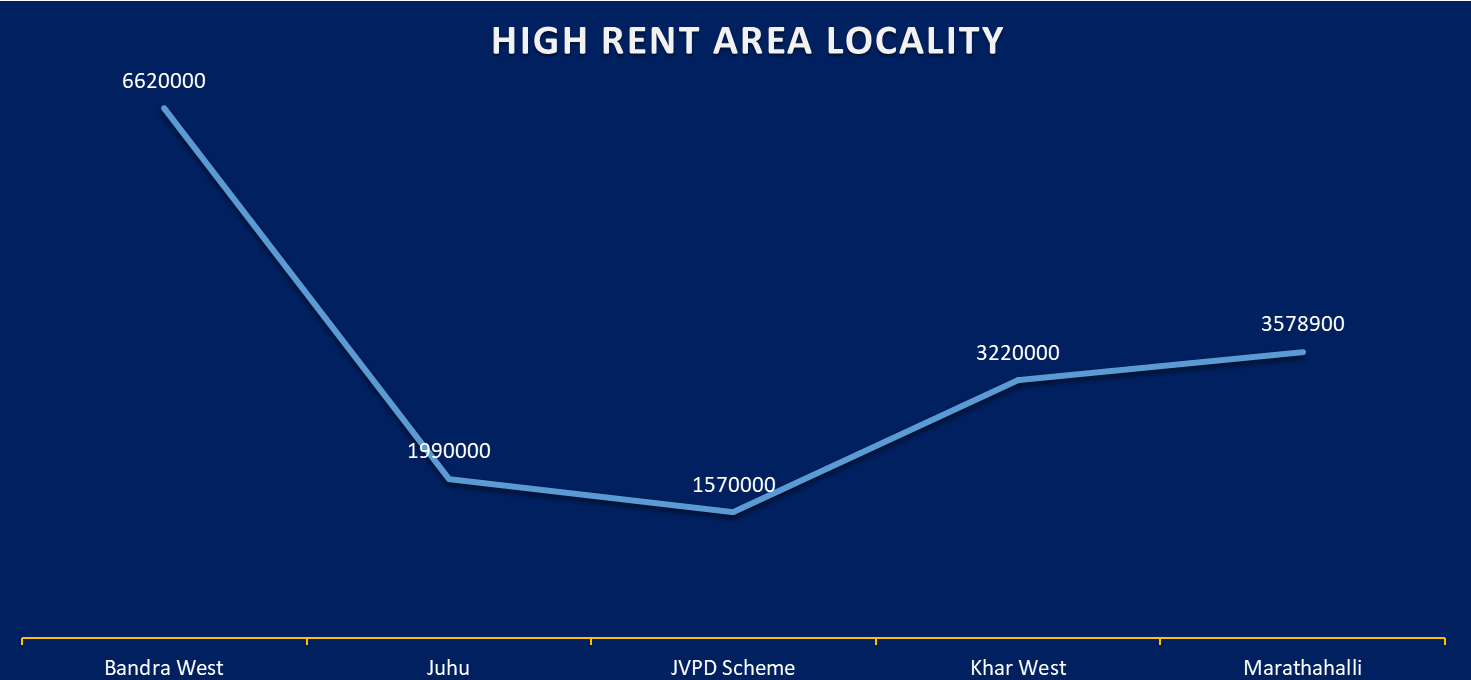 HIGH RENT AREA LOCALITY
6620000
1990000
1570000
3220000
3578900
Bandra West
Juhu
JVPD Scheme
Khar West
Marathahalli